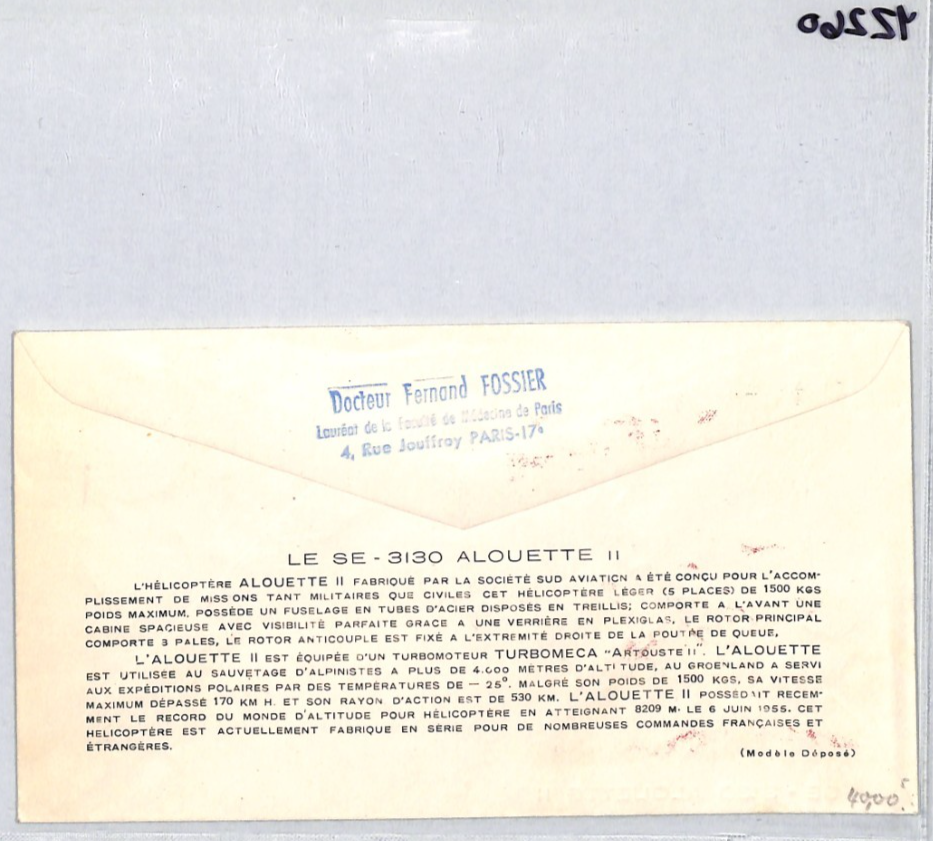 YZ260
Docteur Fernand FOSSIER
Lauréat de la Faculté de Médecine de Paris
4, Rue Jouffroy PARIS-17ᵉ
LE SE - 3130 ALOUETTE II
L'HÉLICOPTÈRE ALOUETTE II FABRIQUÉ PAR LA SOCIÉTÉ SUD AVIATION A ÉTÉ CONÇU POUR L'ACCOM-
PLISSEMENT DE MISSONS TANT MILITAIRES QUE CIVILES CET HÉLICOPTÈRE LÉGER (5 PLACES) DE 1500 KGS
POIDS MAXIMUM, POSSÈDE UN FUSELAGE EN TUBES D'ACIER DISPOSÉS EN TREILLIS; COMPORTE A L'AVANT UNE
CABINE SPACIEUSE AVEC VISIBILITÉ PARFAITE GRACE A UNE VERRIÈRE EN PLEXIGLAS, LE ROTOR PRINCIPAL
COMPORTE 3 PALES, LE ROTOR ANTICOUPLE EST FIXÉ A L'EXTREMITÉ DROITE DE LA POUTRE DE QUEUE,
L'ALOUETTE II EST ÉQUIPÉE D'UN TURBOMOTEUR TURBOMECA "ARTOUSTE II". L'ALOUETTE
EST UTILISÉE AU SAUVETAGE D'ALPINISTES A PLUS DE 4.000 MÈTRES D'ALTITUDE, AU GROENLAND A SERVI
AUX EXPÉDITIONS POLAIRES PAR DES TEMPÉRATURES DE — 25°. MALGRÉ SON POIDS DE 1500 KGS, SA VITESSE
MAXIMUM DÉPASSÉ 170 KM H. ET SON RAYON D'ACTION EST DE 530 KM. L'ALOUETTE II POSSÉDAIT RECEM-
MENT LE RECORD DU MONDE D'ALTITUDE POUR HÉLICOPTÈRE EN ATTEIGNANT 8209 M. LE 6 JUIN 1955. CET
HELICOPTÈRE EST ACTUELLEMENT FABRIQUE EN SÉRIE POUR DE NOMBREUSES COMMANDES FRANÇAISES ET
ÉTRANGÈRES.
(Modèle Déposé)
40,00